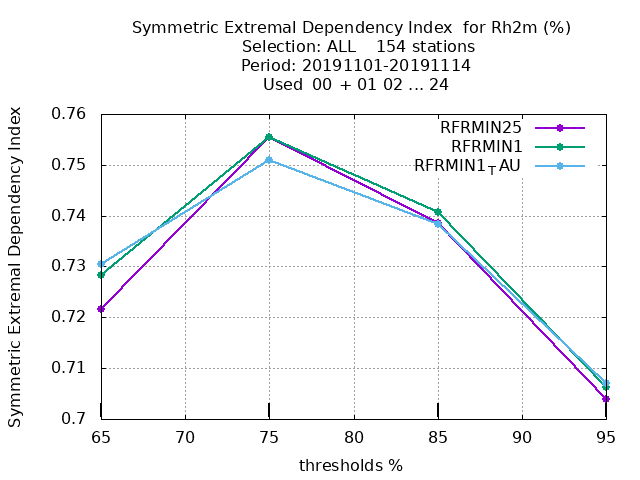 Symmetric Extremal Dependency Index  for Rh2m (%)
Selection: ALL    154 stations
Period: 20191101-20191114
Used  00 + 01 02 ... 24
Symmetric Extremal Dependency Index
0.76
0.75
0.74
0.73
0.72
0.71
0.7
RFRMIN25
RFRMIN1
RFRMIN1TAU
65 70 75 80 85 90 95
thresholds %